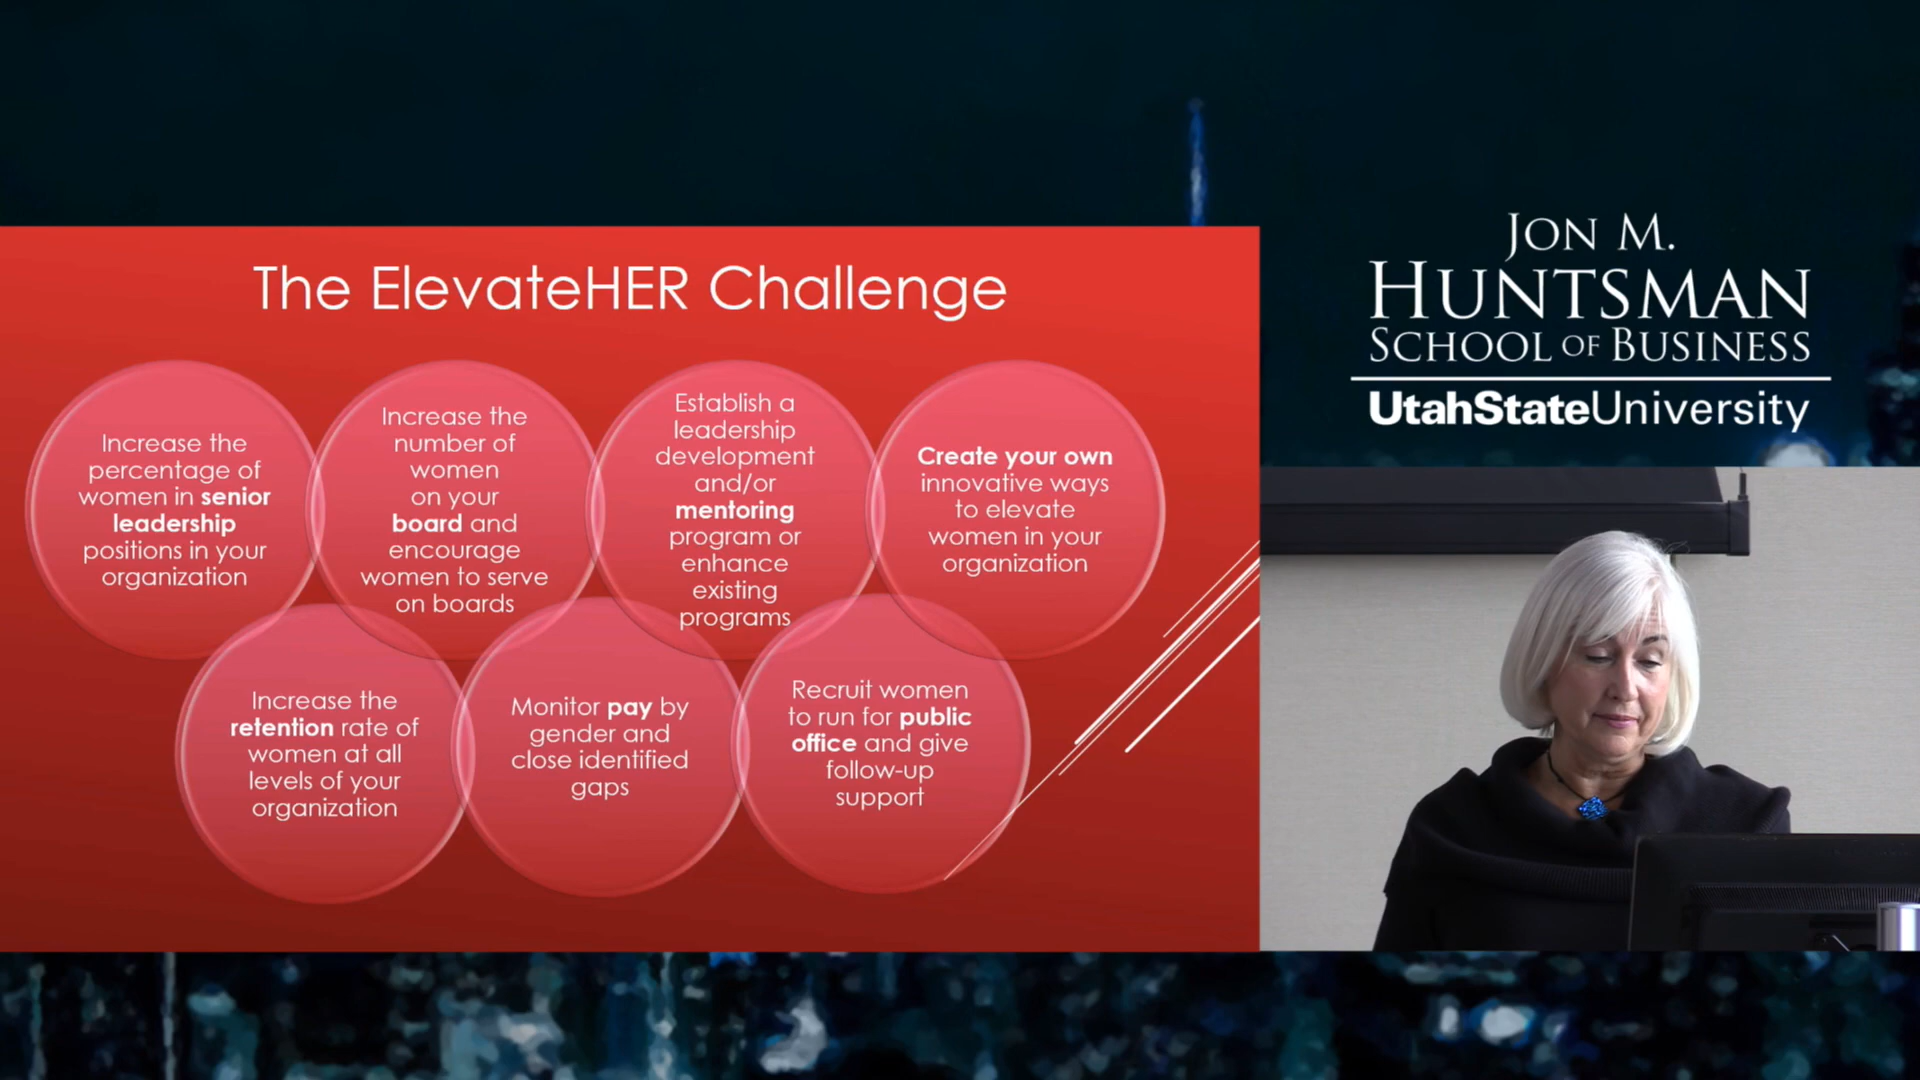 The ElevateHER Challenge
Increase the
percentage of
women in senior
leadership
positions in your
organization
Increase the
number of
women
on your
board and
encourage
women to serve
on boards
Establish a
leadership
development
and/or
mentoring
program or
enhance
existing
programs
Create your own
innovative ways
to elevate
women in your
organization
Increase the
retention rate of
women at all
levels of your
organization
Monitor pay by
gender and
close identified
gaps
Recruit women
to run for public
office and give
follow-up
support
JON M.
HUNTSMAN
SCHOOL OF BUSINESS
UtahStateUniversity